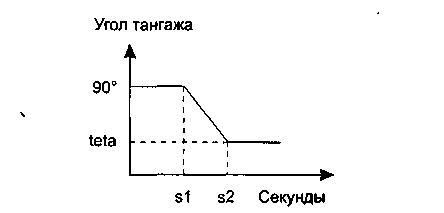 Угол тангажа
90°
teta
s1 s2 Секунды